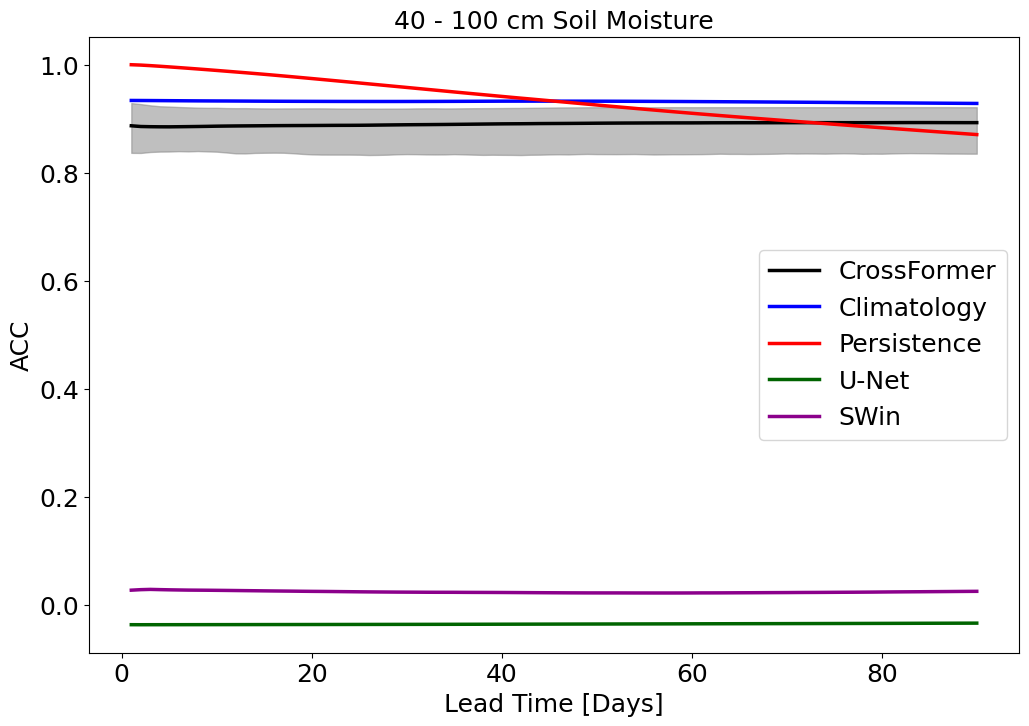 40 - 100 cm Soil Moisture
ACC
1.0
0.8
0.6
0.4
0.2
0.0
CrossFormer
Climatology
Persistence
U-Net
SWin
0
20
40
60
80
Lead Time [Days]